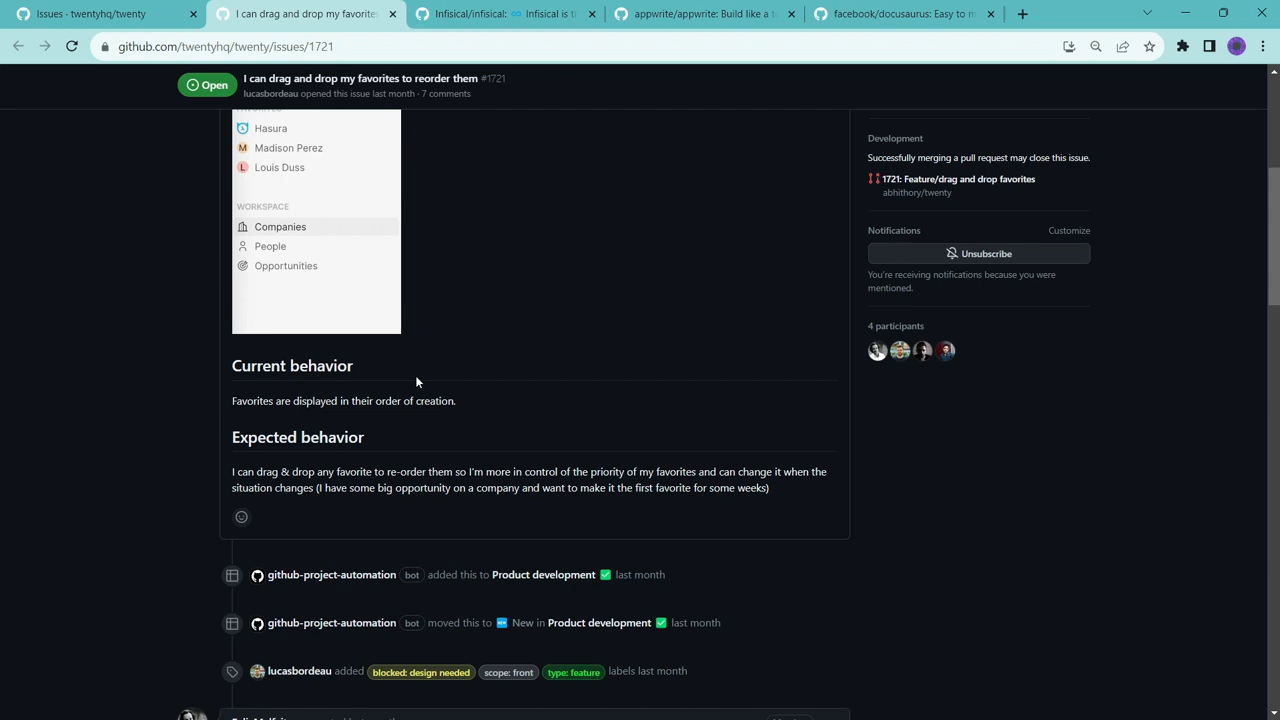 Issues · twentyhq/twenty
I can drag and drop my favorites
Infisical/infisical: ♾ Infisical is th
appwrite/appwrite: Build like a t
facebook/docusaurus: Easy to m
github.com/twentyhq/twenty/issues/1721
Open
I can drag and drop my favorites to reorder them #1721
lucasbordeau opened this issue last month · 7 comments
Hasura
M Madison Perez
L Louis Duss
WORKSPACE
Companies
People
Opportunities
Current behavior
Favorites are displayed in their order of creation.
Expected behavior
I can drag & drop any favorite to re-order them so I'm more in control of the priority of my favorites and can change it when the
situation changes (I have some big opportunity on a company and want to make it the first favorite for some weeks)
github-project-automation bot added this to Product development ✅ last month
github-project-automation bot moved this to 🆕 New in Product development ✅ last month
lucasbordeau added blocked: design needed scope: front type: feature labels last month
Development
Successfully merging a pull request may close this issue.
1721: Feature/drag and drop favorites
abhithory/twenty
Notifications
Customize
Unsubscribe
You're receiving notifications because you were
mentioned.
4 participants